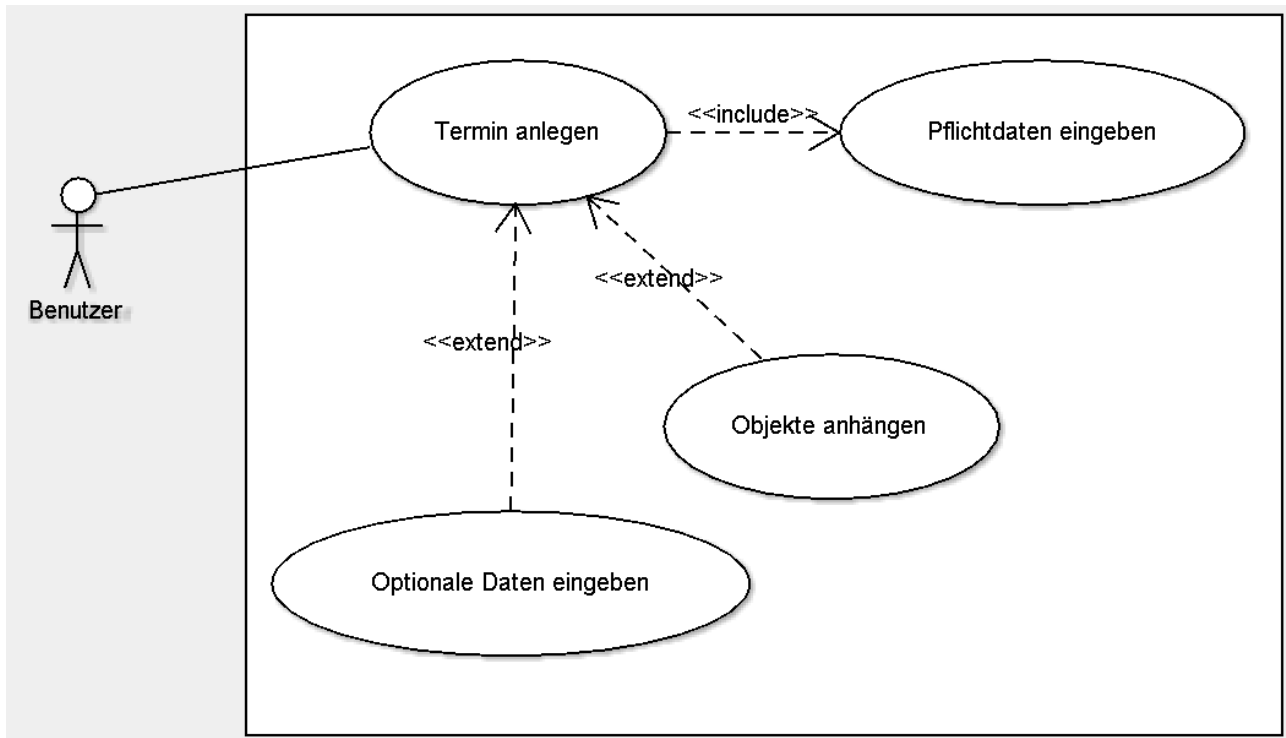 Termin anlegen
<<include>>
Pflichtdaten eingeben
Benutzer
<<extend>>
<<extend>>
Objekte anhängen
Optionale Daten eingeben